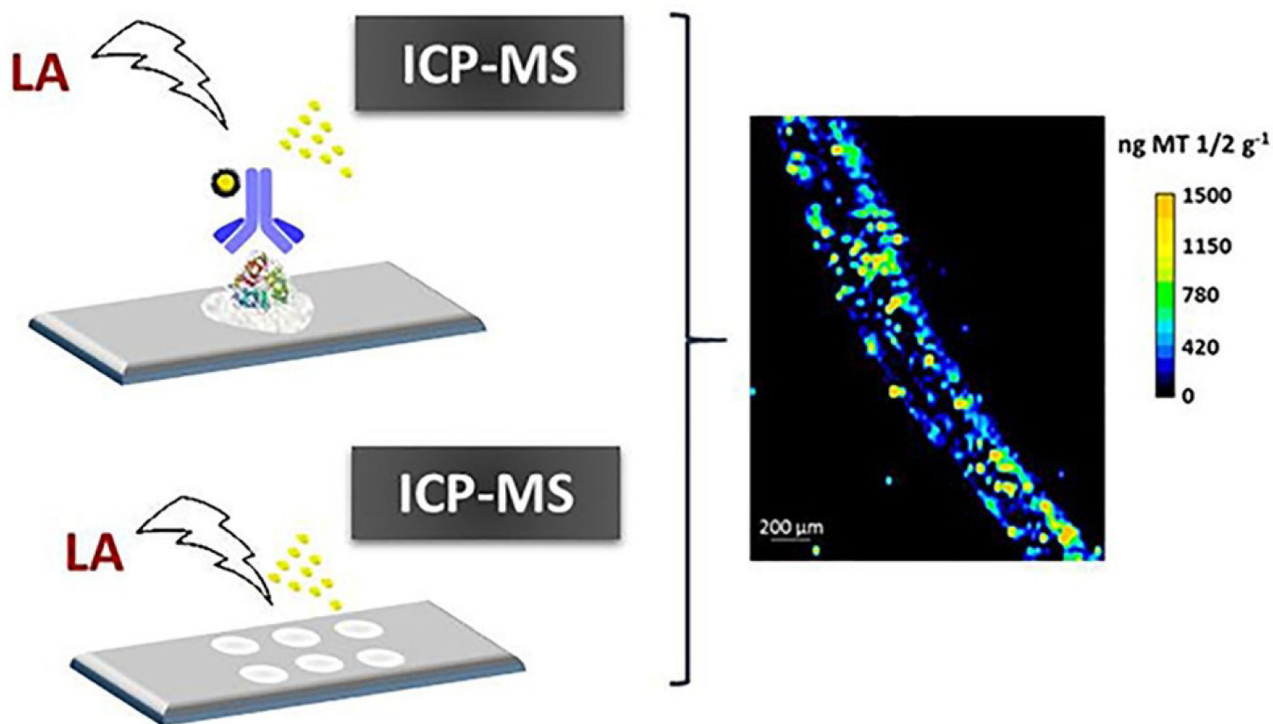 LA
ICP-MS
ng MT 1/2 g⁻¹
1500
1150
780
420
0
200 µm
LA
ICP-MS